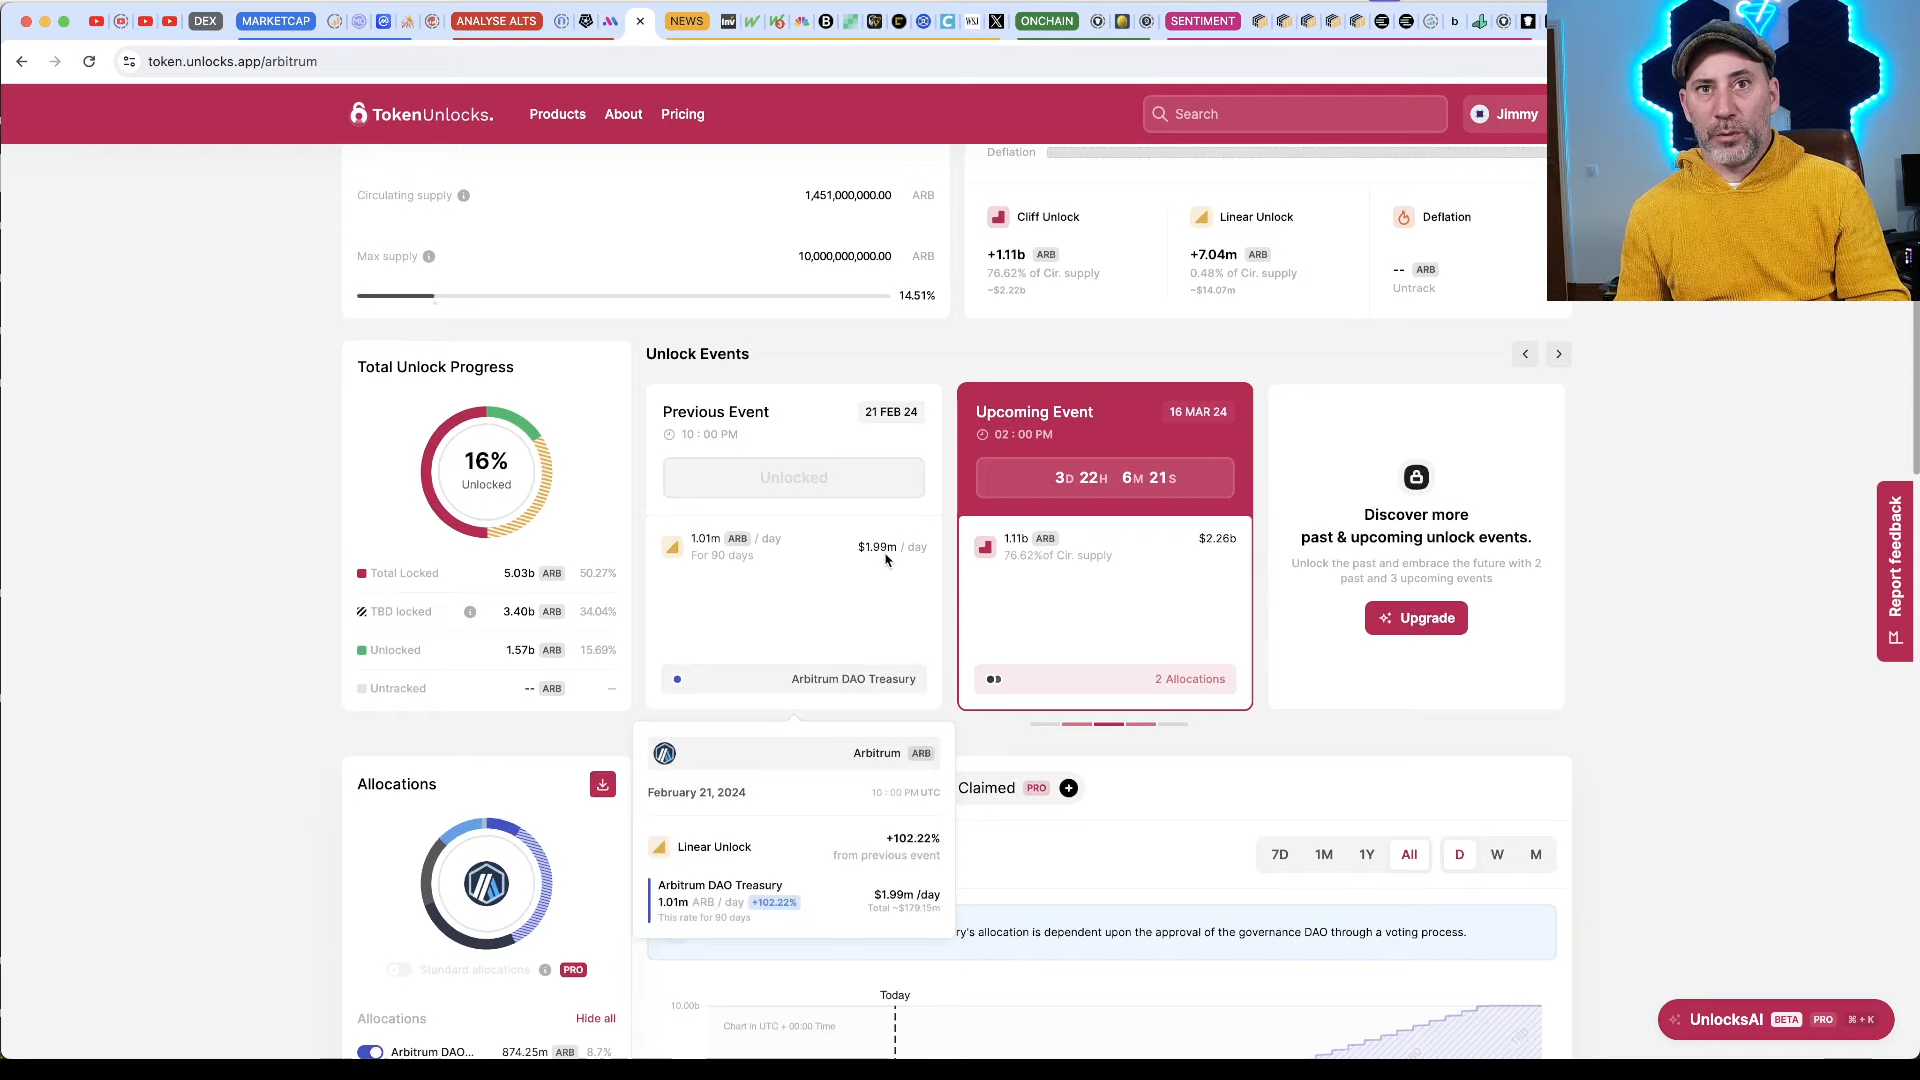 DEX
MARKETCAP
ANALYSE ALTS
NEWS
Inv
WSJ
ONCHAIN
SENTIMENT
token.unlocks.app/arbitrum
TokenUnlocks.
Products
About
Pricing
Search
Jimmy
Deflation
Circulating supply
1,451,000,000.00 ARB
Max supply
10,000,000,000.00 ARB
14.51%
Cliff Unlock
+1.11b ARB
76.62% of Cir. supply
~$2.22b
Linear Unlock
+7.04m ARB
0.48% of Cir. supply
~$14.07m
Deflation
-- ARB
Untrack
Total Unlock Progress
16%
Unlocked
Total Locked 5.03b ARB 50.27%
TBD locked 3.40b ARB 34.04%
Unlocked 1.57b ARB 15.69%
Untracked -- ARB --
Unlock Events
Previous Event 21 FEB 24
10 : 00 PM
Unlocked
1.01m ARB / day
For 90 days
$1.99m / day
Arbitrum DAO Treasury
Upcoming Event 16 MAR 24
02 : 00 PM
3D 22H 6M 21S
1.11b ARB
76.62%of Cir. supply
$2.26b
2 Allocations
Discover more
past & upcoming unlock events.
Unlock the past and embrace the future with 2
past and 3 upcoming events
Upgrade
Report feedback
Arbitrum ARB
February 21, 2024
10 : 00 PM UTC
Linear Unlock
+102.22%
from previous event
Arbitrum DAO Treasury
1.01m ARB / day +102.22%
This rate for 90 days
$1.99m /day
Total ~$179.15m
Allocations
Standard allocations PRO
Allocations
Hide all
Arbitrum DAO... 874.25m ARB 8.7%
Claimed PRO
7D 1M 1Y All
D W M
ry's allocation is dependent upon the approval of the governance DAO through a voting process.
Today
10.00b
Chart in UTC + 00:00 Time
TBD
UnlocksAI BETA PRO ⌘ + K